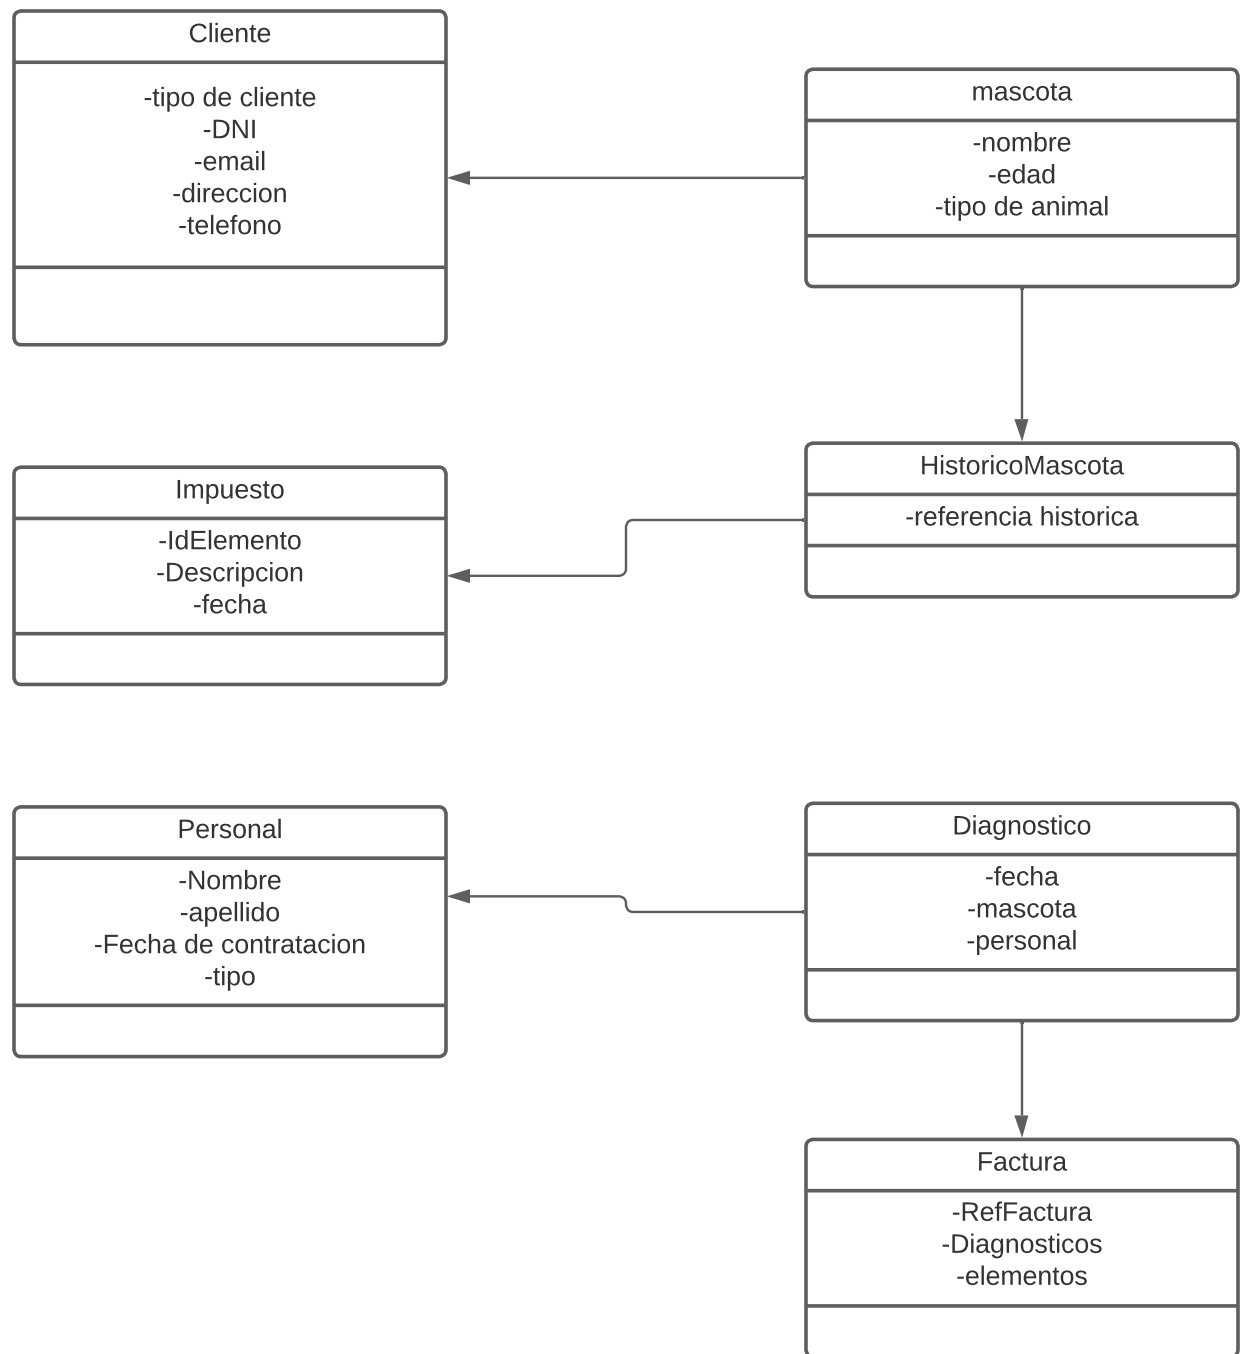 Cliente
-tipo de cliente
-DNI
-email
-direccion
-telefono
mascota
-nombre
-edad
-tipo de animal
Impuesto
-IdElemento
-Descripcion
-fecha
HistoricoMascota
-referencia historica
Personal
-Nombre
-apellido
-Fecha de contratacion
-tipo
Diagnostico
-fecha
-mascota
-personal
Factura
-RefFactura
-Diagnosticos
-elementos